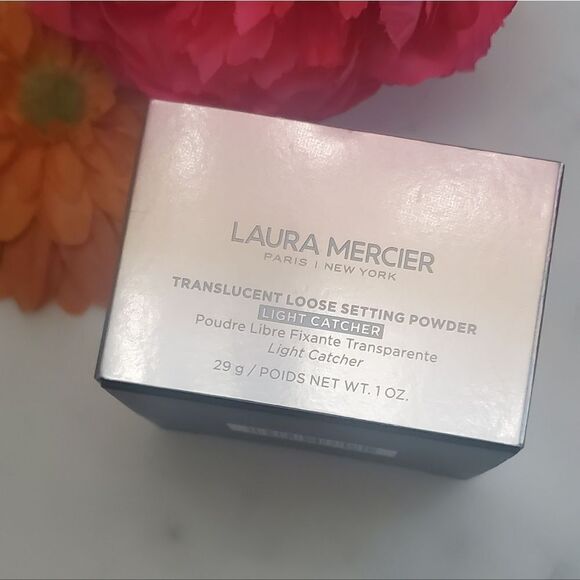 LAURA MERCIER
PARIS | NEW YORK
TRANSLUCENT LOOSE SETTING POWDER
LIGHT CATCHER
Poudre Libre Fixante Transparente
Light Catcher
29 g / POIDS NET WT. 1 OZ.